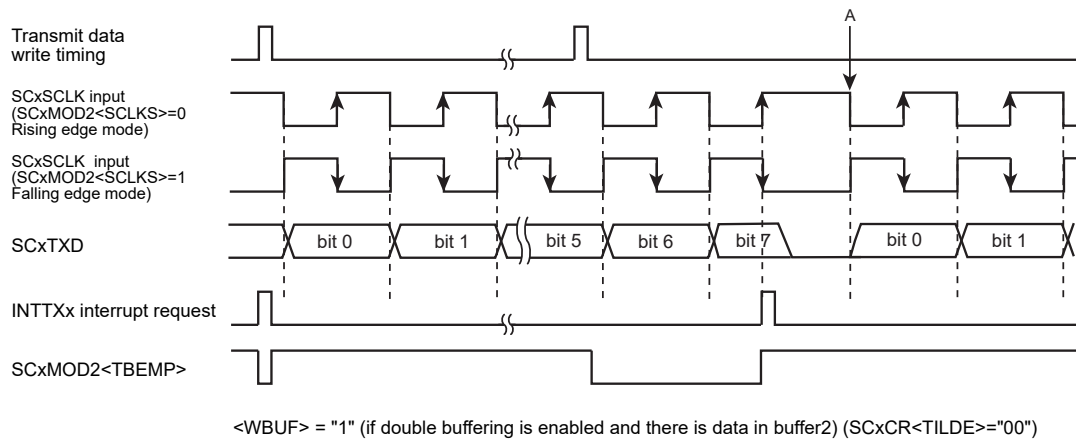 A
Transmit data
write timing
SCxSCLK input
(SCxMOD2<SCLKS>=0
Rising edge mode)
SCxSCLK input
(SCxMOD2<SCLKS>=1
Falling edge mode)
SCxTXD
bit 0
bit 1
bit 5
bit 6
bit 7
bit 0
bit 1
INTTXx interrupt request
SCxMOD2<TBEMP>
<WBUF> = "1" (if double buffering is enabled and there is data in buffer2) (SCxCR<TILDE>="00")